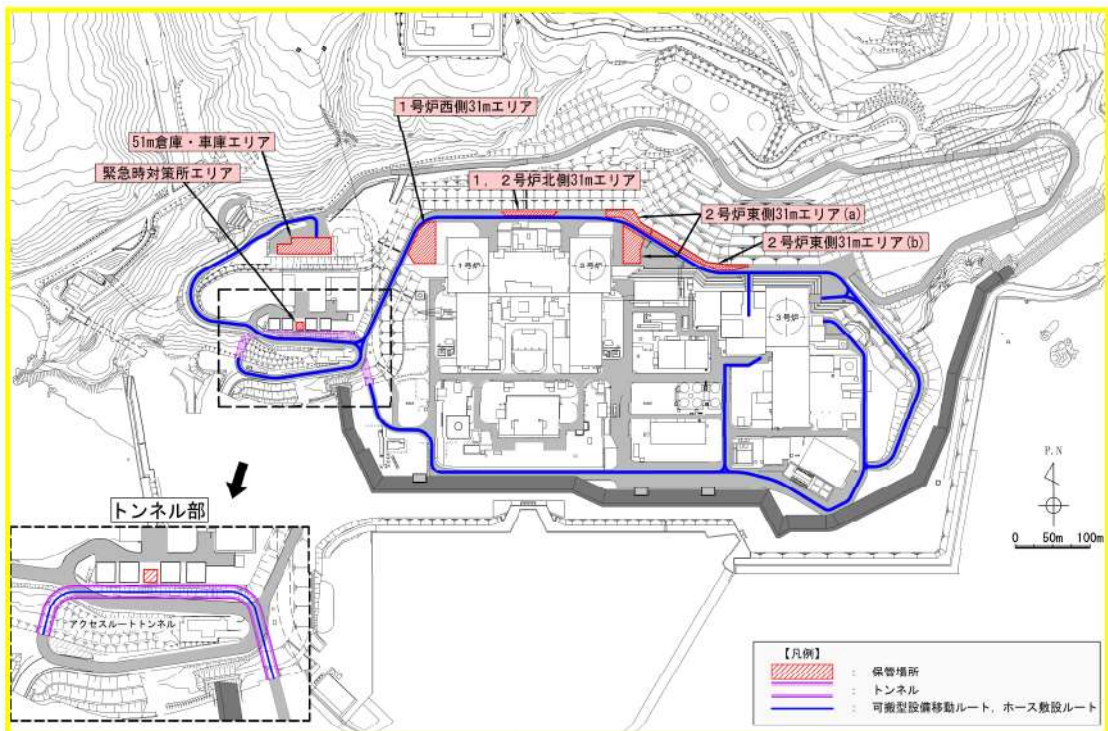 1号炉西側31mエリア
51m倉庫・車庫エリア
緊急時対策所エリア
1,2号炉北側31mエリア
2号炉東側31mエリア(a)
2号炉東側31mエリア(b)
1号炉
2号炉
3号炉
P.N
0 50m 100m
トンネル部
アクセスルートトンネル
【凡例】
: 保管場所
: トンネル
: 可搬型設備移動ルート,ホース敷設ルート